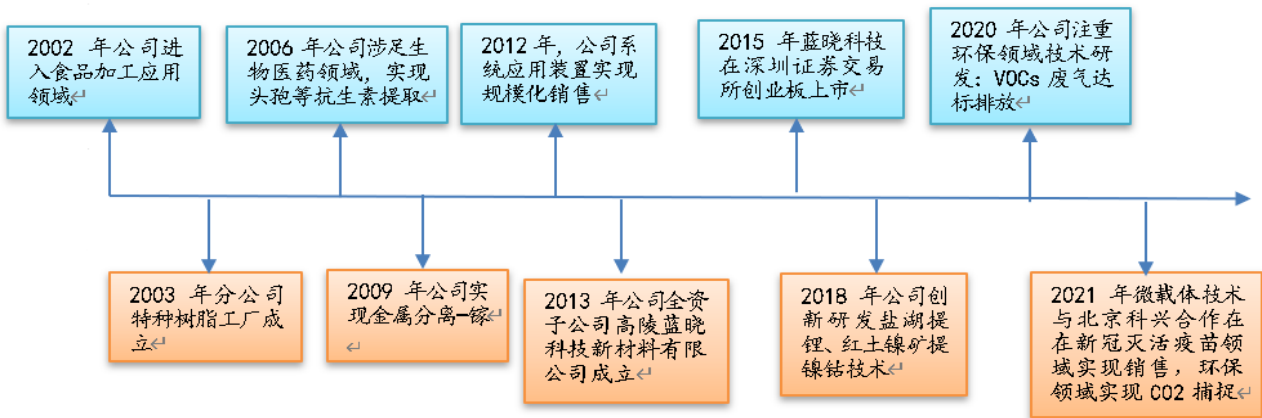 2002 年公司进
入食品加工应用
领域↵
2006 年公司涉足生
物医药领域，实现
头孢等抗生素提取↵
2012 年，公司系
统应用装置实现
规模化销售↵
2015 年蓝晓科技
在深圳证券交易
所创业板上市↵
2020 年公司注重
环保领域技术研
发：VOCs 废气达
标排放↵
2003 年分公司
特种树脂工厂成
立↵
2009 年公司实
现金属分离-镓↵
↵
2013 年公司全资
子公司高陵蓝晓
科技新材料有限
公司成立↵
2018 年公司创
新研发盐湖提
锂、红土镍矿提
镍钴技术↵
2021 年微载体技术
与北京科兴合作在
在新冠灭活疫苗领
域实现销售，环保
领域实现 CO2 捕捉↵